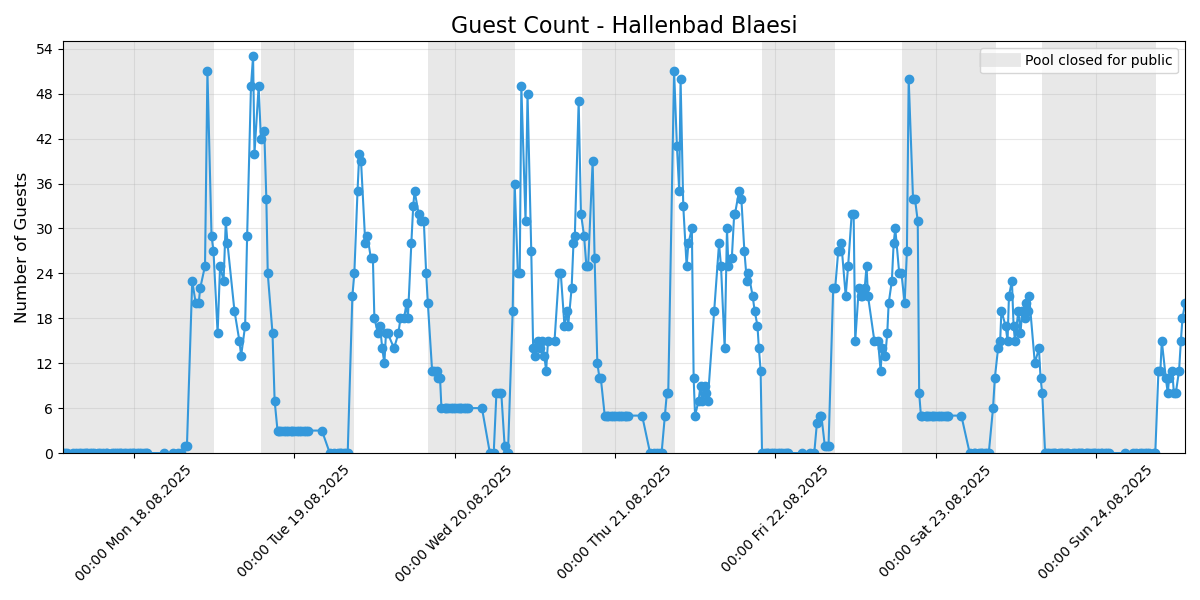 Guest Count - Hallenbad Blaesi
Pool closed for public
Number of Guests
54
48
42
36
30
24
18
12
6
0
00:00 Mon 18.08.2025
00:00 Tue 19.08.2025
00:00 Wed 20.08.2025
00:00 Thu 21.08.2025
00:00 Fri 22.08.2025
00:00 Sat 23.08.2025
00:00 Sun 24.08.2025